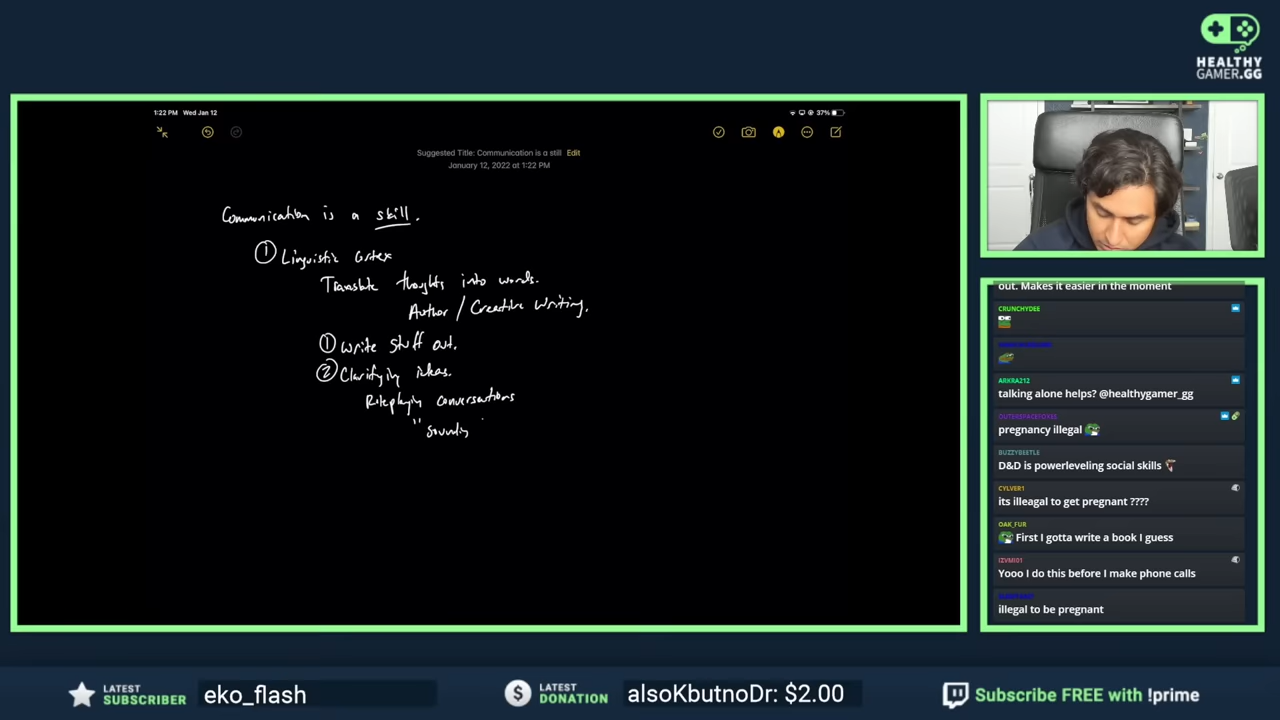 HEALTHY
GAMER.GG
1:22 PM Wed Jan 12
37%
Suggested Title: Communication is a still Edit
January 12, 2022 at 1:22 PM
Communication is a skill.
① Linguistic cortex
Translate thoughts into words.
Author / Creative Writing.
① Write stuff out.
② Clarifying ideas.
Roleplaying conversations
"sounding
out. Makes it easier in the moment
CRUNCHYDEE
ARKRA212
talking alone helps? @healthygamer_gg
OUTERSPACEFOXES
pregnancy illegal
BUZZYBEETLE
D&D is powerleveling social skills
CYLVER1
its illeagal to get pregnant ????
OAK_FUR
First I gotta write a book I guess
IZVMI01
Yooo I do this before I make phone calls
illegal to be pregnant
LATEST SUBSCRIBER eko_flash
$ LATEST DONATION alsoKbutnoDr: $2.00
Subscribe FREE with !prime